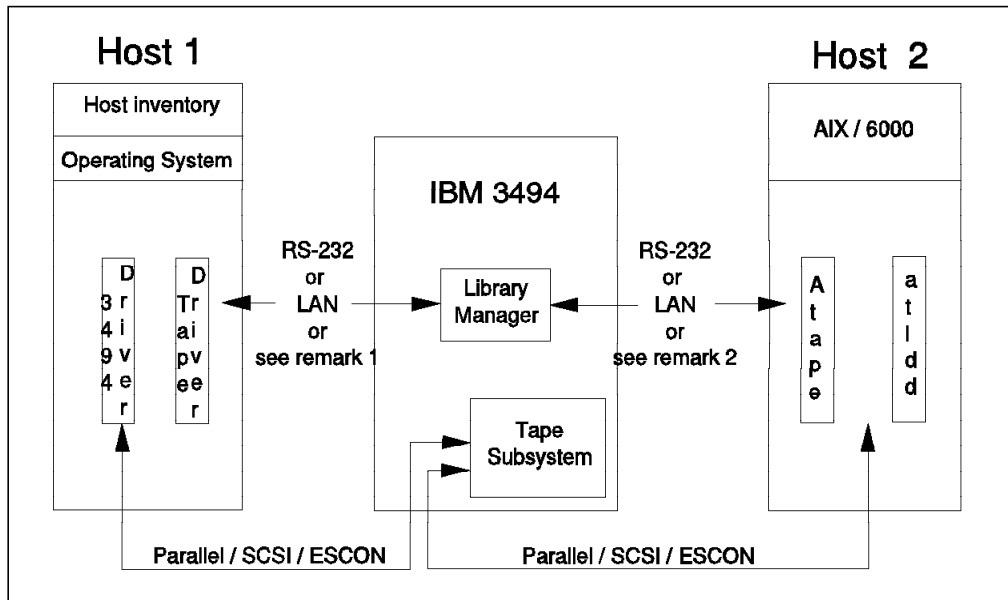 Host 1
Host inventory
Operating System
3494
Driver
Tape
Driver
RS-232
or
LAN
or
see remark 1
IBM 3494
Library
Manager
Tape
Subsystem
RS-232
or
LAN
or
see remark 2
Host 2
AIX / 6000
Atape
atldd
Parallel / SCSI / ESCON
Parallel / SCSI / ESCON